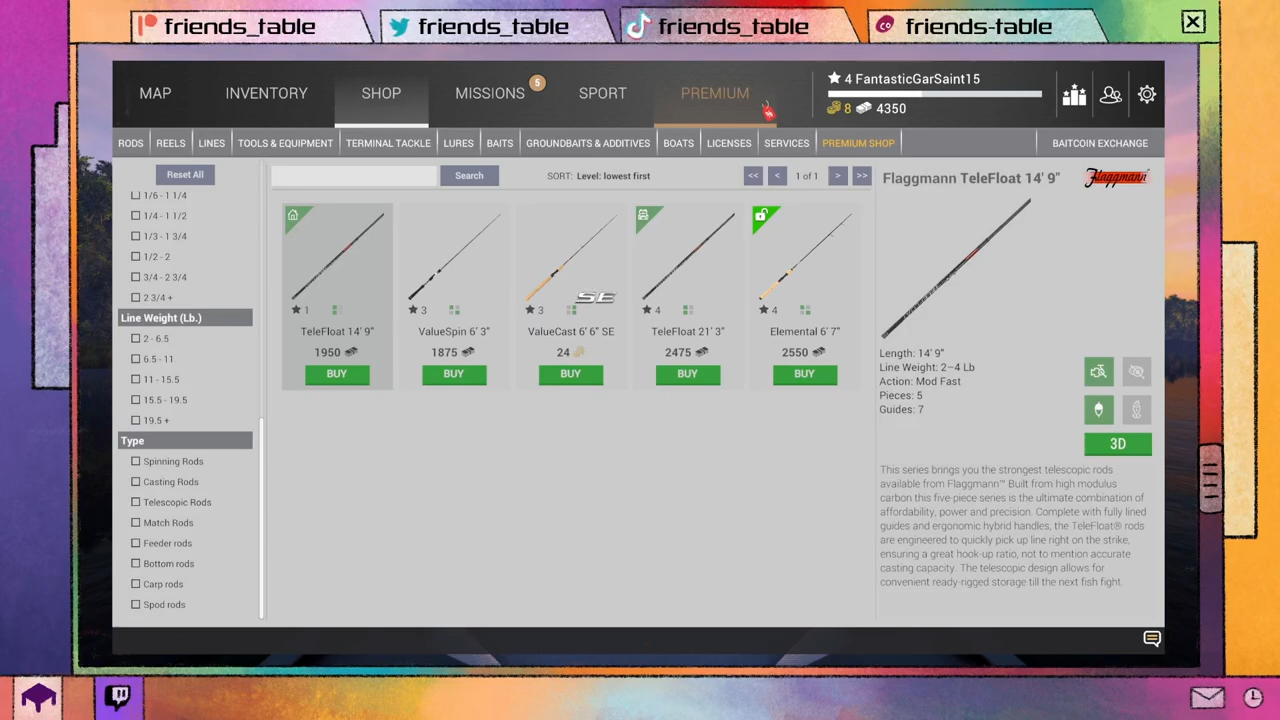 friends_table
friends_table
friends_table
friends-table
MAP
INVENTORY
SHOP
MISSIONS
5
SPORT
PREMIUM
4 FantasticGarSaint15
8
4350
RODS
REELS
LINES
TOOLS & EQUIPMENT
TERMINAL TACKLE
LURES
BAITS
GROUNDBAITS & ADDITIVES
BOATS
LICENSES
SERVICES
PREMIUM SHOP
BAITCOIN EXCHANGE
Reset All
1/6 - 1 1/4
1/4 - 1 1/2
1/3 - 1 3/4
1/2 - 2
3/4 - 2 3/4
2 3/4 +
Line Weight (Lb.)
2 - 6.5
6.5 - 11
11 - 15.5
15.5 - 19.5
19.5 +
Type
Spinning Rods
Casting Rods
Telescopic Rods
Match Rods
Feeder rods
Bottom rods
Carp rods
Spod rods
Search
SORT: Level: lowest first
<<
<
1 of 1
>
>>
1
TeleFloat 14' 9"
1950
BUY
3
ValueSpin 6' 3"
1875
BUY
SE
3
ValueCast 6' 6" SE
24
BUY
4
TeleFloat 21' 3"
2475
BUY
4
Elemental 6' 7"
2550
BUY
Flaggmann TeleFloat 14' 9"
Flaggmann
Length: 14' 9"
Line Weight: 2–4 Lb
Action: Mod Fast
Pieces: 5
Guides: 7
3D
This series brings you the strongest telescopic rods
available from Flaggmann™ Built from high modulus
carbon this five-piece series is the ultimate combination of
affordability, power and precision. Complete with fully lined
guides and ergonomic hybrid handles, the TeleFloat® rods
are engineered to quickly pick up line right on the strike,
ensuring a great hook-up ratio, not to mention accurate
casting capacity. The telescopic design allows for
convenient ready-rigged storage till the next fish fight.